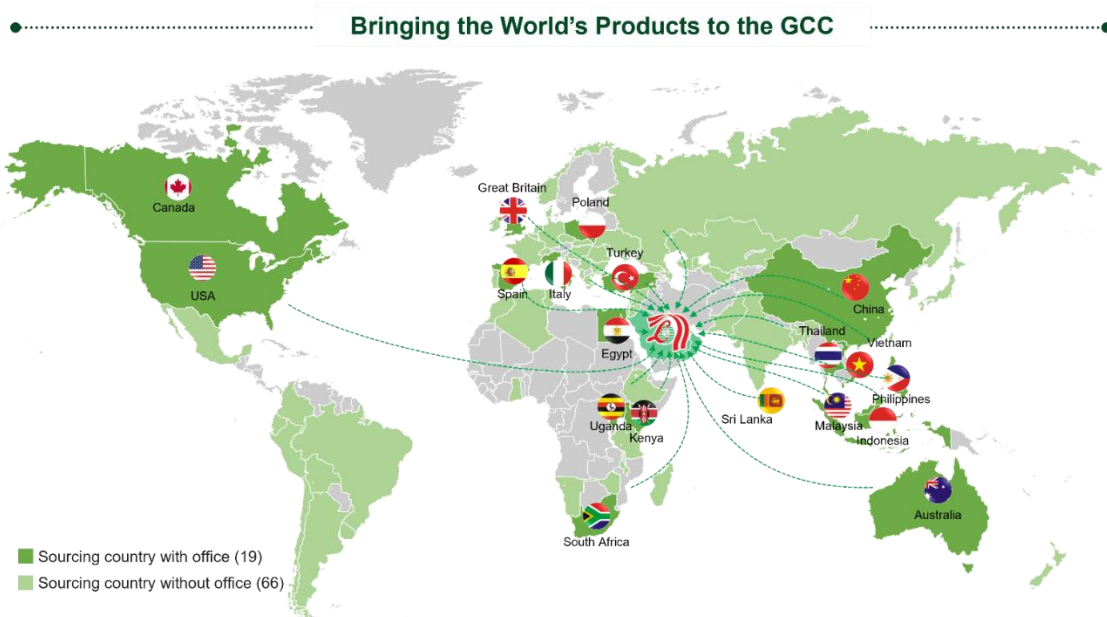 Bringing the World's Products to the GCC
Canada
USA
Great Britain
Poland
Turkey
Spain
Italy
Egypt
China
Thailand
Vietnam
Philippines
Sri Lanka
Malaysia
Indonesia
Uganda
Kenya
Australia
South Africa
Sourcing country with office (19)
Sourcing country without office (66)